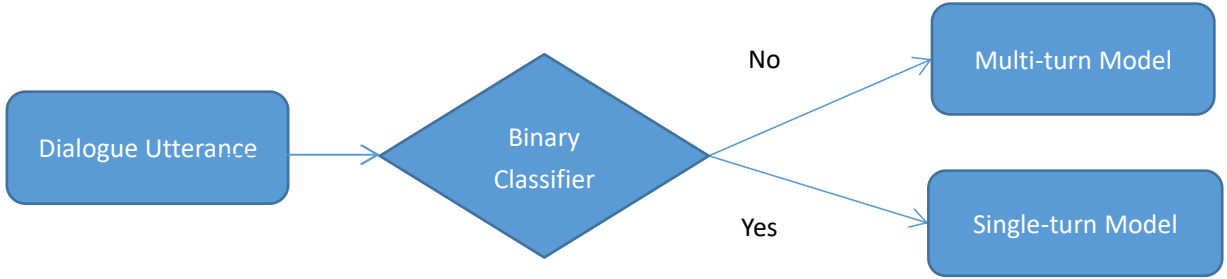 Dialogue Utterance
Binary
Classifier
No
Multi-turn Model
Yes
Single-turn Model